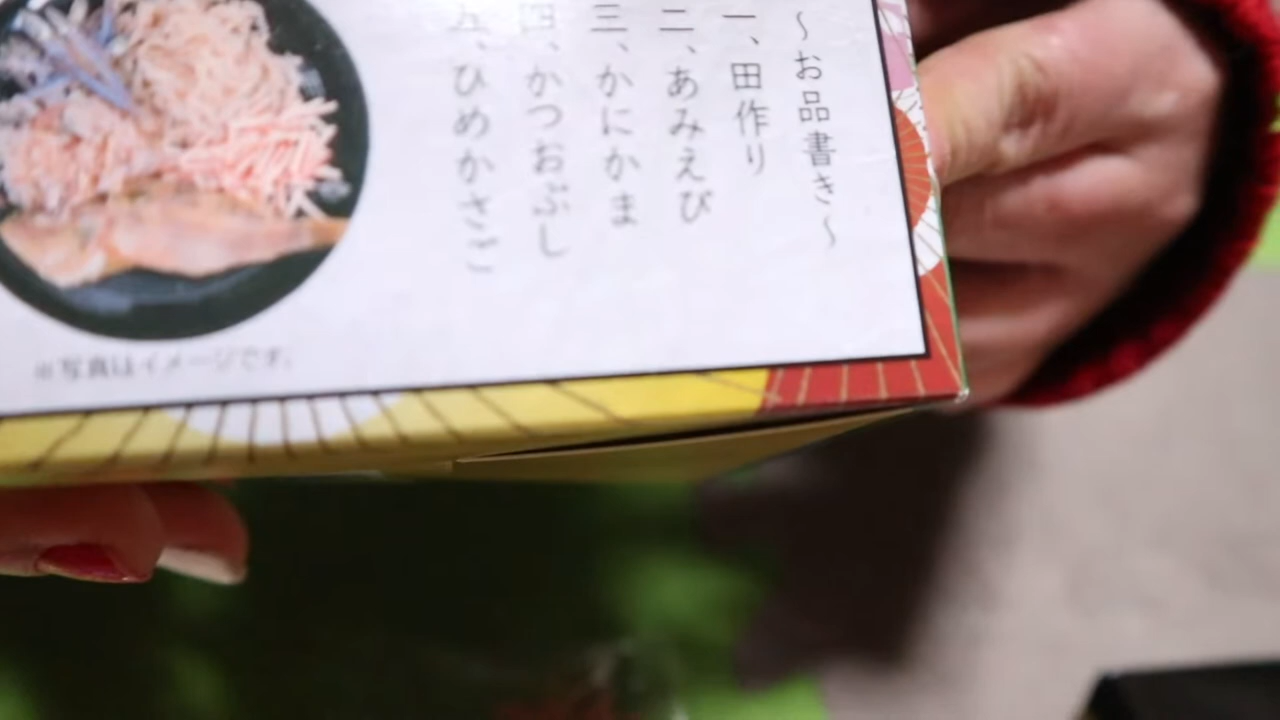 ～お品書き～
一、田作り
二、あみえび
三、かにかま
四、かつおぶし
五、ひめかさご
※写真はイメージです。